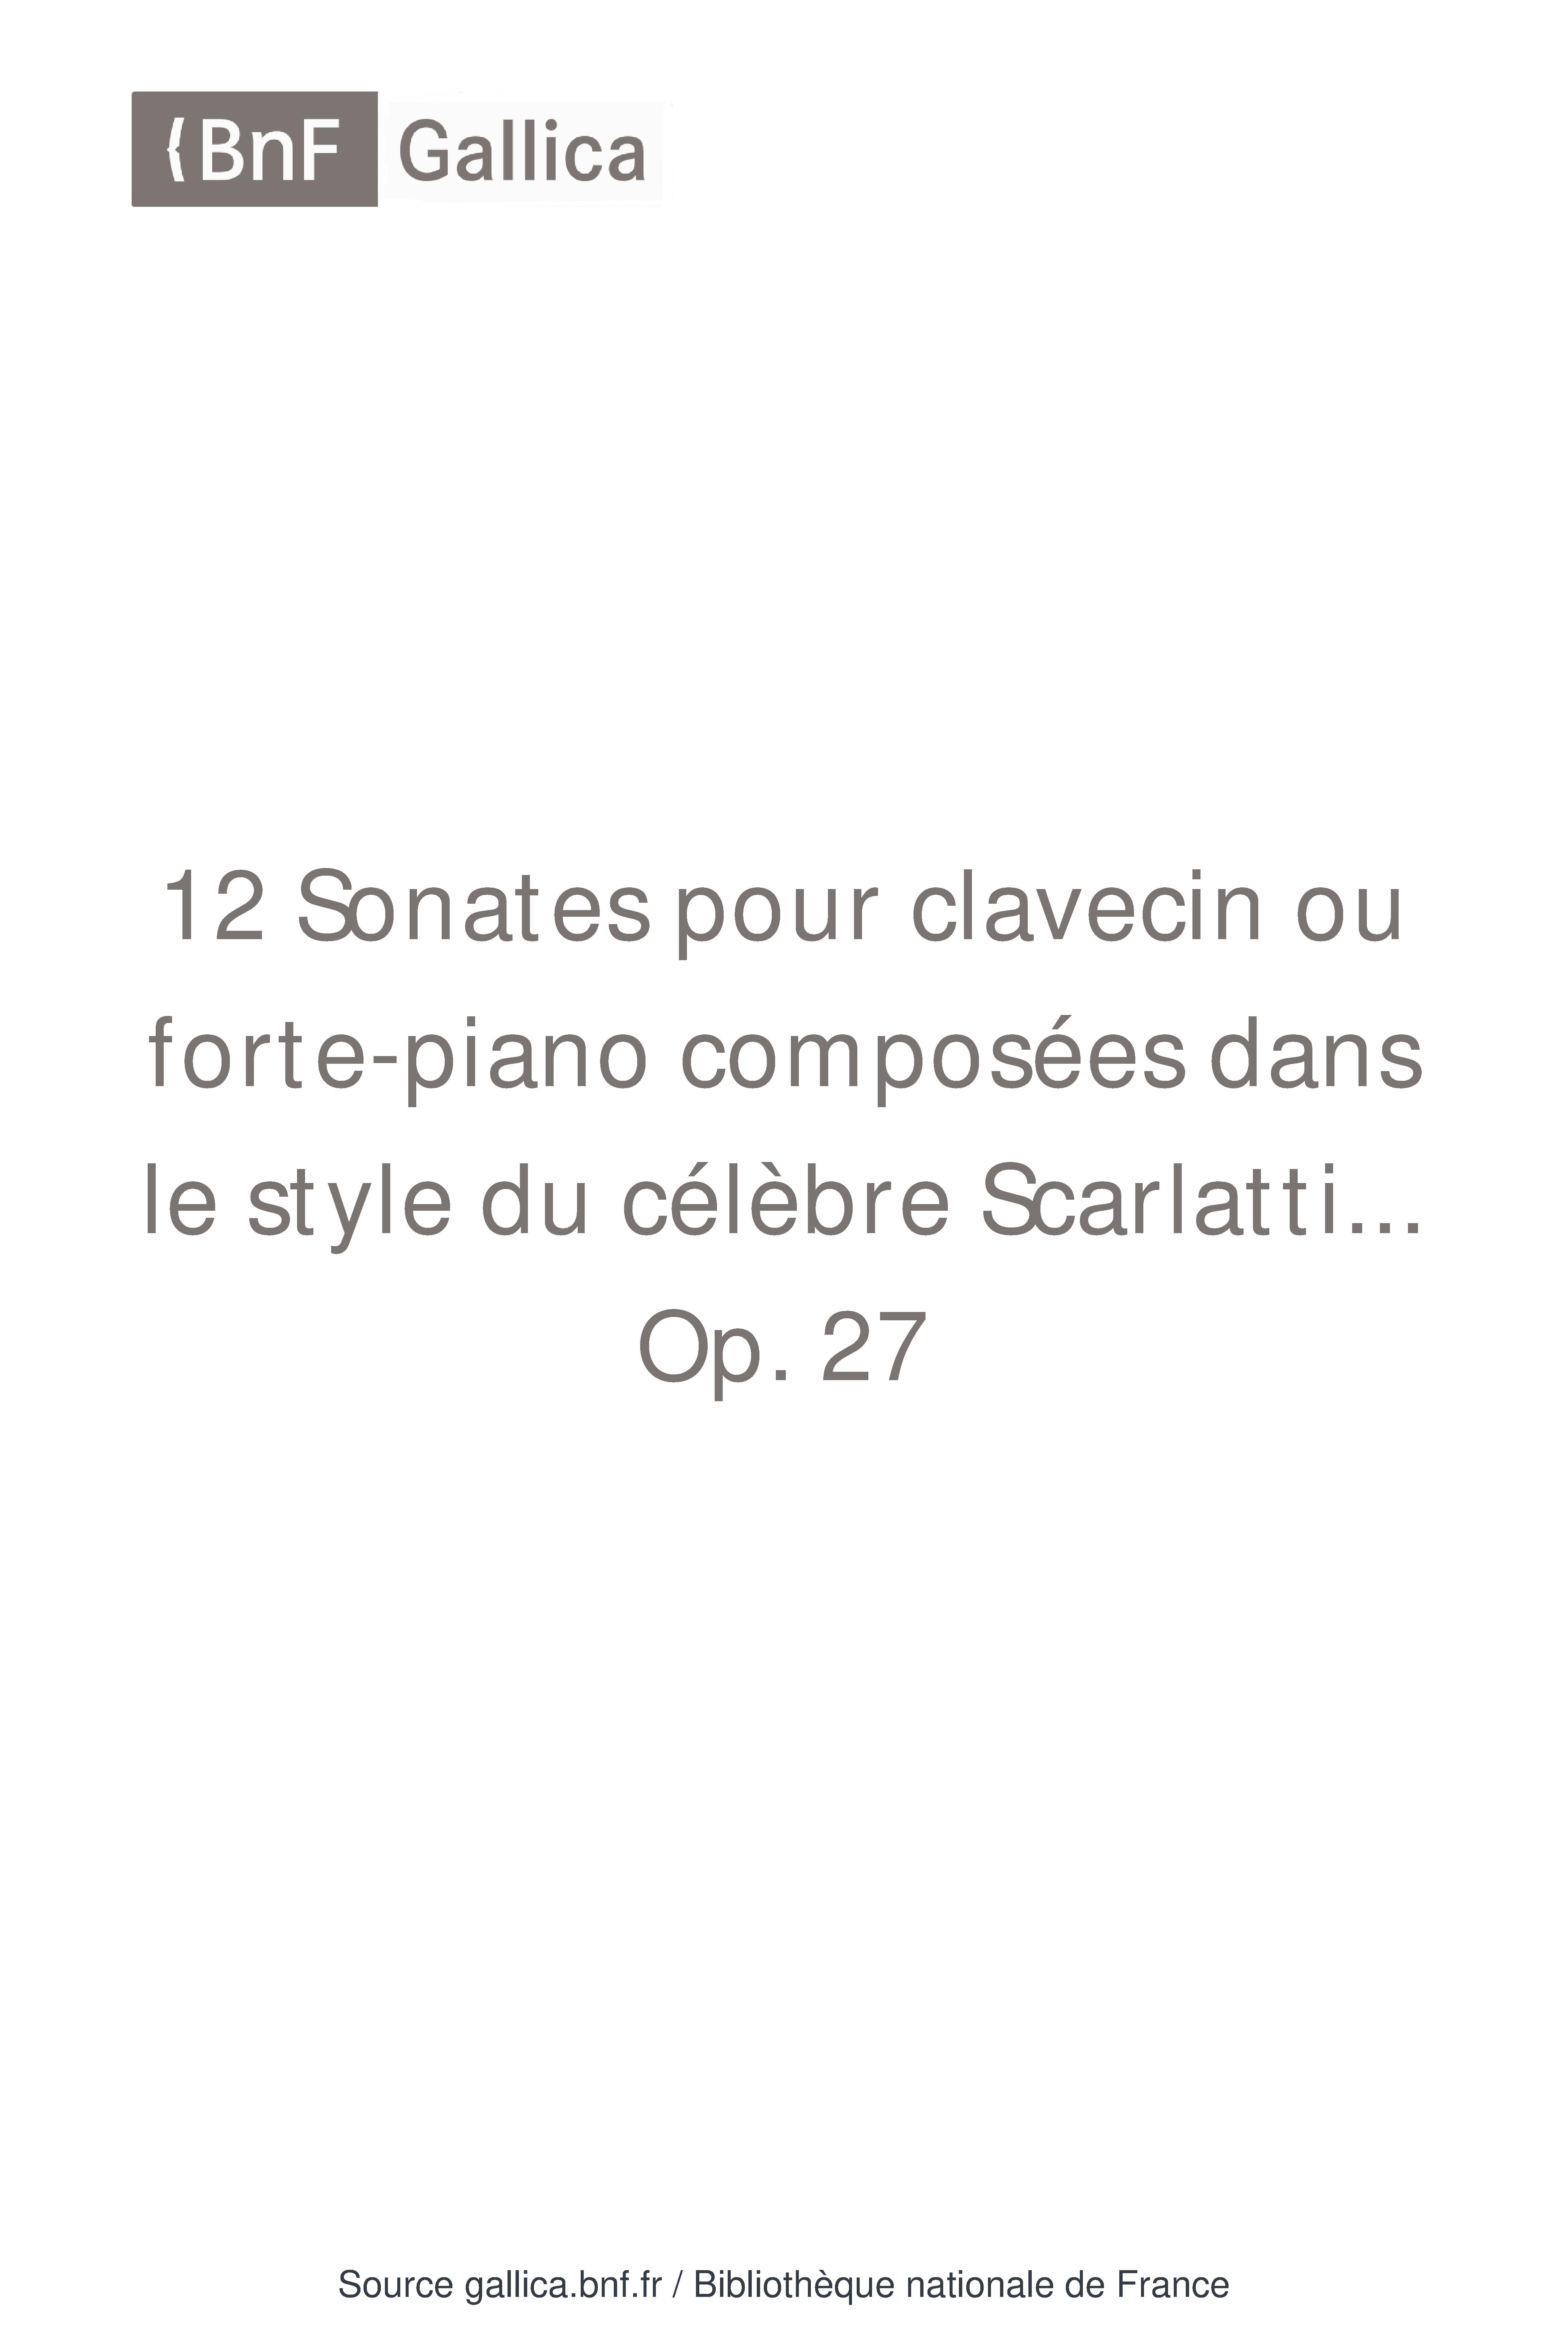 {BnF Gallica
12 Sonates pour clavecin ou
forte-piano composées dans
le style du célèbre Scarlatti...
Op. 27
Source gallica.bnf.fr / Bibliothèque nationale de France